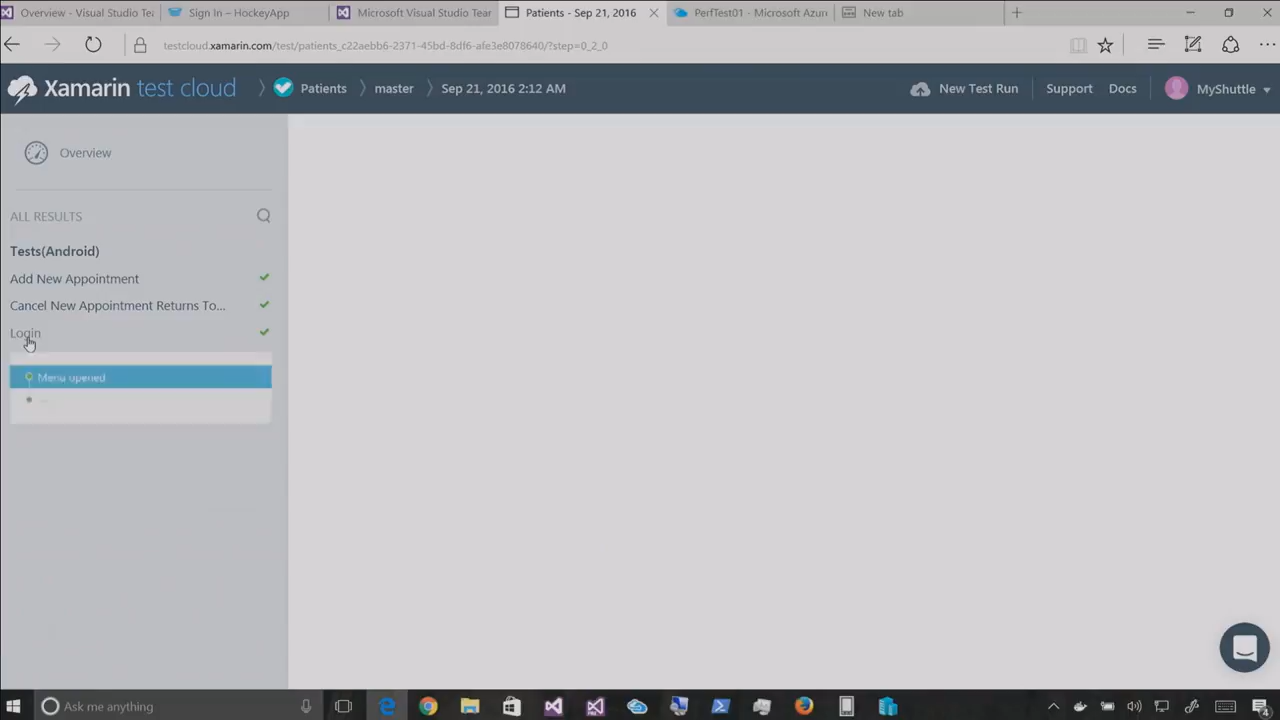 Overview - Visual Studio Tea
Sign In – HockeyApp
Microsoft Visual Studio Team
Patients - Sep 21, 2016
PerfTest01 - Microsoft Azur
New tab
testcloud.xamarin.com/test/patients_c22aebb6-2371-45bd-8df6-afe3e8078640/?step=0_2_0
Xamarin test cloud
Patients
master
Sep 21, 2016 2:12 AM
New Test Run
Support
Docs
MyShuttle
Overview
ALL RESULTS
Tests(Android)
Add New Appointment
Cancel New Appointment Returns To...
Login
Menu opened
...
Ask me anything
4